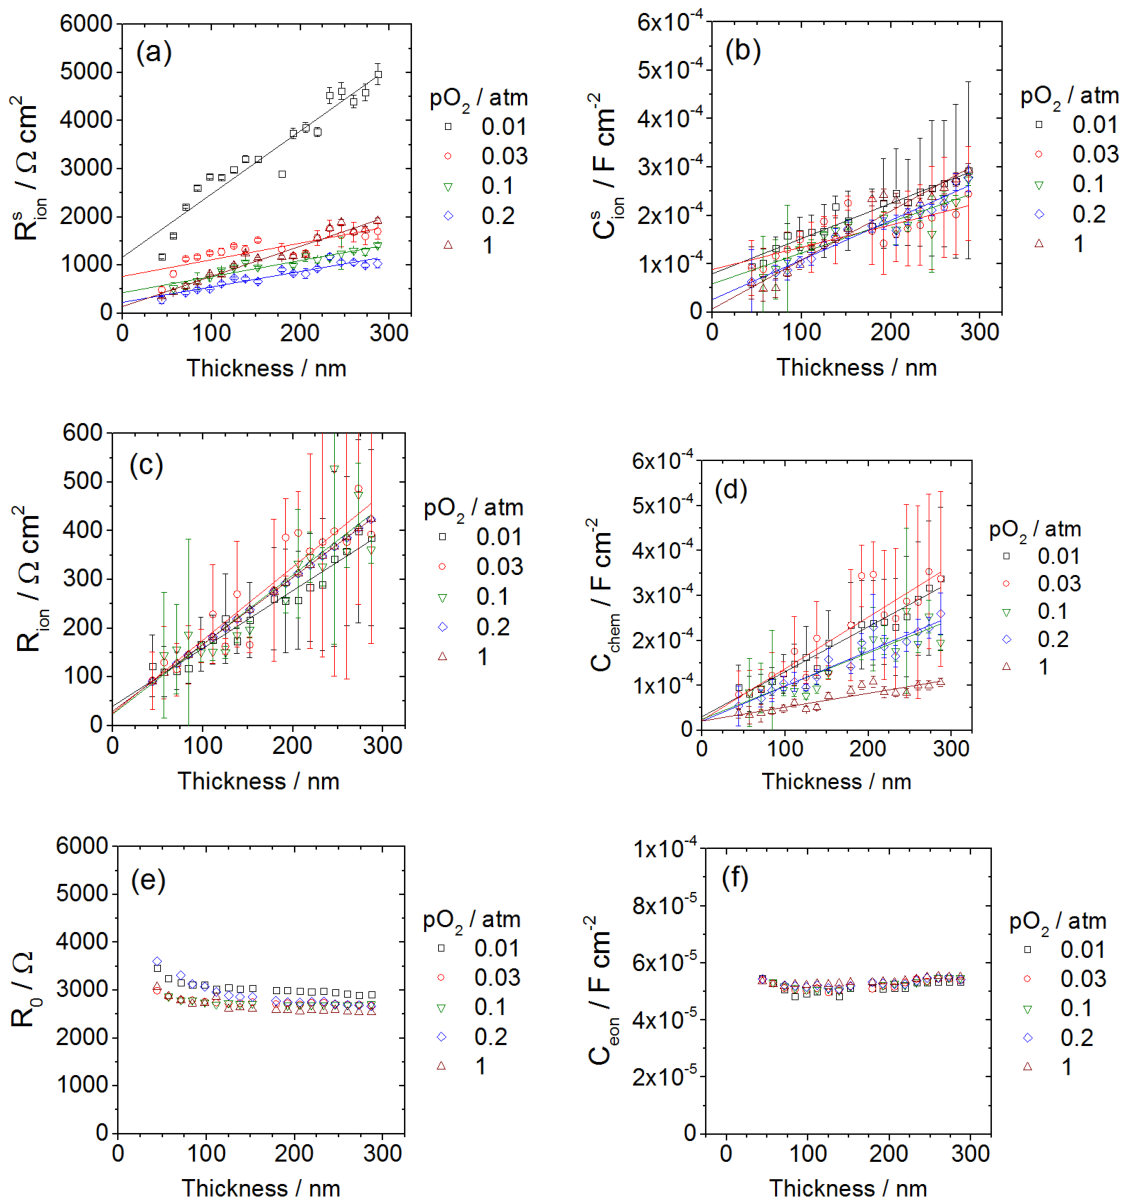 (a)
R^s_ion / Ω cm^2
6000
5000
4000
3000
2000
1000
0
0 100 200 300
Thickness / nm
pO_2 / atm
0.01
0.03
0.1
0.2
1
(b)
C^s_ion / F cm^-2
6x10^-4
5x10^-4
4x10^-4
3x10^-4
2x10^-4
1x10^-4
0
0 100 200 300
Thickness / nm
pO_2 / atm
0.01
0.03
0.1
0.2
1
(c)
R_ion / Ω cm^2
600
500
400
300
200
100
0
0 100 200 300
Thickness / nm
pO_2 / atm
0.01
0.03
0.1
0.2
1
(d)
C_chem / F cm^-2
6x10^-4
5x10^-4
4x10^-4
3x10^-4
2x10^-4
1x10^-4
0
0 100 200 300
Thickness / nm
pO_2 / atm
0.01
0.03
0.1
0.2
1
(e)
R_0 / Ω
6000
5000
4000
3000
2000
1000
0
0 100 200 300
Thickness / nm
pO_2 / atm
0.01
0.03
0.1
0.2
1
(f)
C_eon / F cm^-2
1x10^-4
8x10^-5
6x10^-5
4x10^-5
2x10^-5
0
0 100 200 300
Thickness / nm
pO_2 / atm
0.01
0.03
0.1
0.2
1